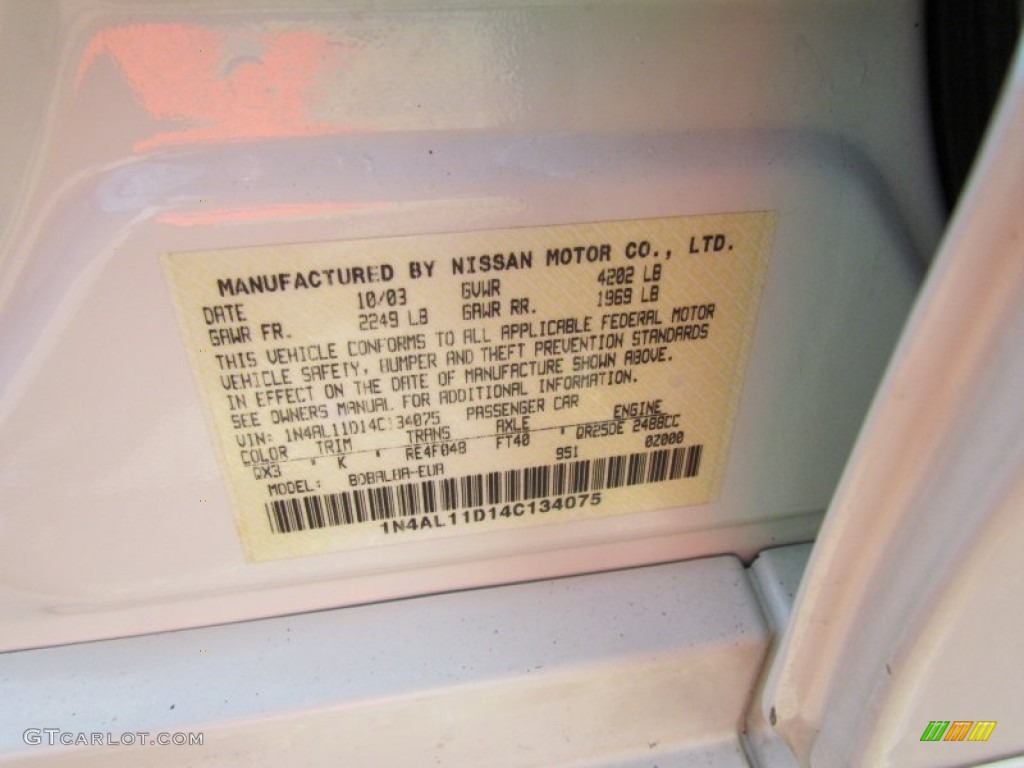 MANUFACTURED BY NISSAN MOTOR CO., LTD.
DATE 10/03 GVWR 4202 LB
GAWR FR. 2249 LB GAWR RR. 1969 LB
THIS VEHICLE CONFORMS TO ALL APPLICABLE FEDERAL MOTOR
VEHICLE SAFETY, BUMPER AND THEFT PREVENTION STANDARDS
IN EFFECT ON THE DATE OF MANUFACTURE SHOWN ABOVE.
SEE OWNERS MANUAL FOR ADDITIONAL INFORMATION.
VIN: 1N4AL11D14C134075 PASSENGER CAR
COLOR TRIM TRANS AXLE ENGINE
QX3 K RE4F04B FT40 QR25DE 2488CC
MODEL: BDBALBA-EUA 951 02000
1N4AL11D14C134075
GTCARLOT.COM